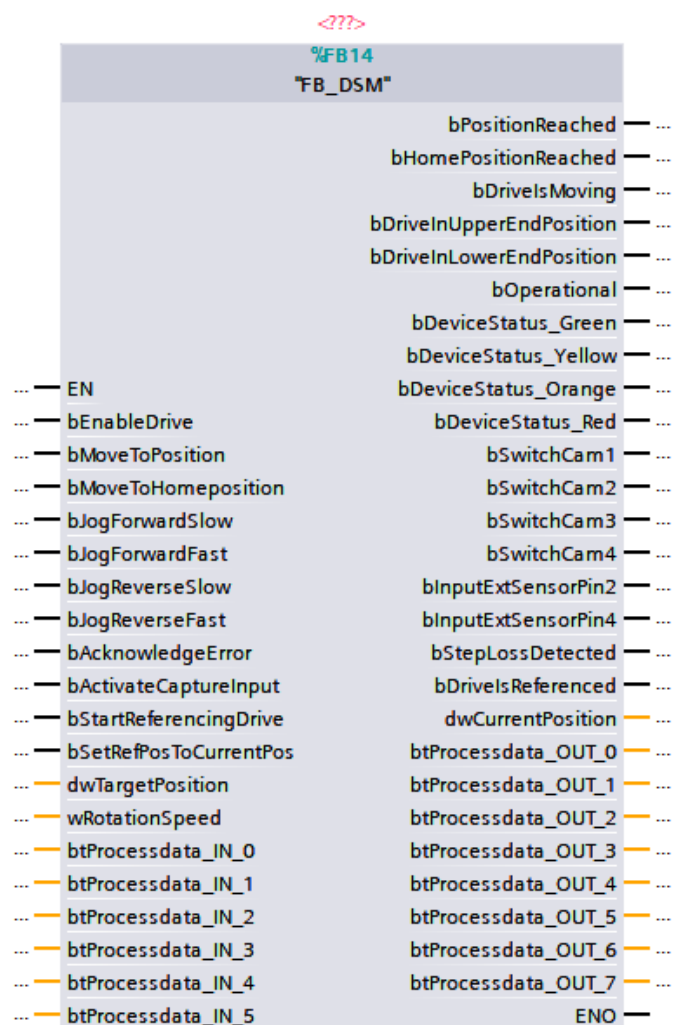 <???>
%FB14
"FB_DSM"
bPositionReached ...
bHomePositionReached ...
bDriveIsMoving ...
bDriveInUpperEndPosition ...
bDriveInLowerEndPosition ...
bOperational ...
bDeviceStatus_Green ...
bDeviceStatus_Yellow ...
... EN bDeviceStatus_Orange ...
... bEnableDrive bDeviceStatus_Red ...
... bMoveToPosition bSwitchCam1 ...
... bMoveToHomeposition bSwitchCam2 ...
... bJogForwardSlow bSwitchCam3 ...
... bJogForwardFast bSwitchCam4 ...
... bJogReverseSlow bInputExtSensorPin2 ...
... bJogReverseFast bInputExtSensorPin4 ...
... bAcknowledgeError bStepLossDetected ...
... bActivateCaptureInput bDriveIsReferenced ...
... bStartReferencingDrive dwCurrentPosition ...
... bSetRefPosToCurrentPos btProcessdata_OUT_0 ...
... dwTargetPosition btProcessdata_OUT_1 ...
... wRotationSpeed btProcessdata_OUT_2 ...
... btProcessdata_IN_0 btProcessdata_OUT_3 ...
... btProcessdata_IN_1 btProcessdata_OUT_4 ...
... btProcessdata_IN_2 btProcessdata_OUT_5 ...
... btProcessdata_IN_3 btProcessdata_OUT_6 ...
... btProcessdata_IN_4 btProcessdata_OUT_7 ...
... btProcessdata_IN_5 ENO